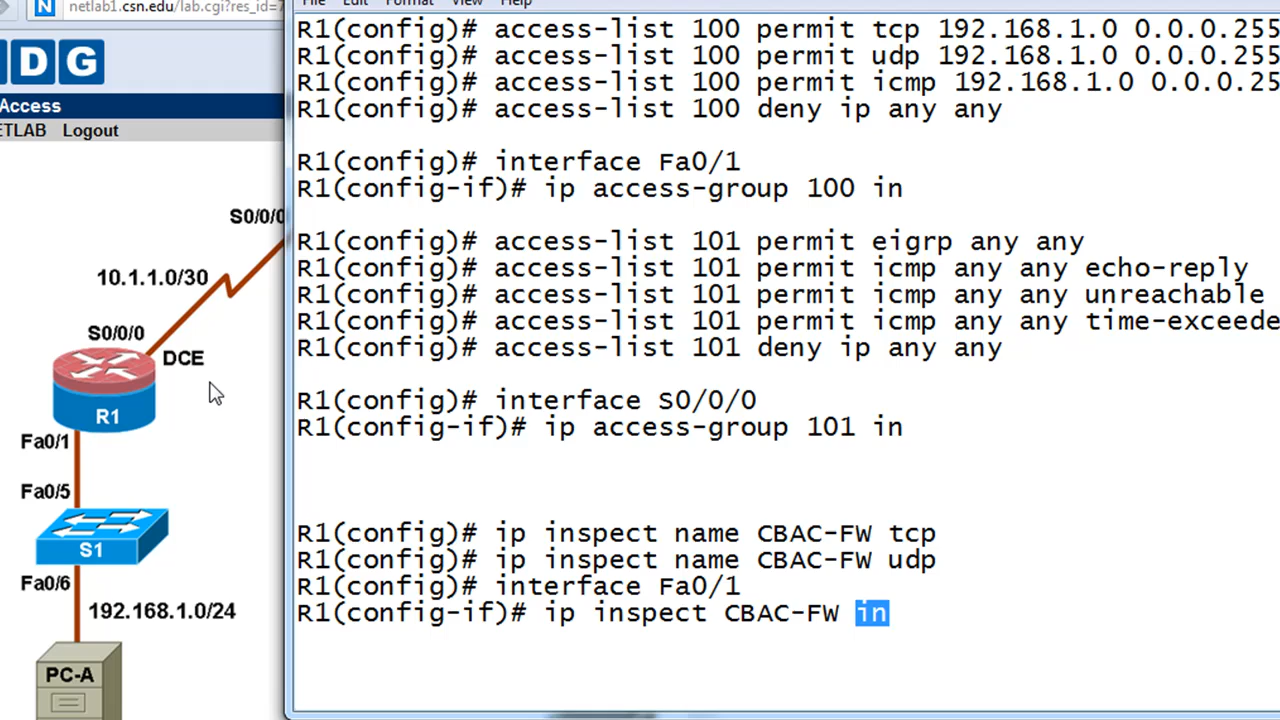 netlab1.csn.edu/lab.cgi?res_id=7
N
File Edit Format View Help
D G
Access
ETLAB Logout
S0/0/0
10.1.1.0/30
S0/0/0
DCE
R1
Fa0/1
Fa0/5
S1
Fa0/6
192.168.1.0/24
PC-A
R1(config)# access-list 100 permit tcp 192.168.1.0 0.0.0.255
R1(config)# access-list 100 permit udp 192.168.1.0 0.0.0.255
R1(config)# access-list 100 permit icmp 192.168.1.0 0.0.0.25
R1(config)# access-list 100 deny ip any any
R1(config)# interface Fa0/1
R1(config-if)# ip access-group 100 in
R1(config)# access-list 101 permit eigrp any any
R1(config)# access-list 101 permit icmp any any echo-reply
R1(config)# access-list 101 permit icmp any any unreachable
R1(config)# access-list 101 permit icmp any any time-exceede
R1(config)# access-list 101 deny ip any any
R1(config)# interface S0/0/0
R1(config-if)# ip access-group 101 in
R1(config)# ip inspect name CBAC-FW tcp
R1(config)# ip inspect name CBAC-FW udp
R1(config)# interface Fa0/1
R1(config-if)# ip inspect CBAC-FW in